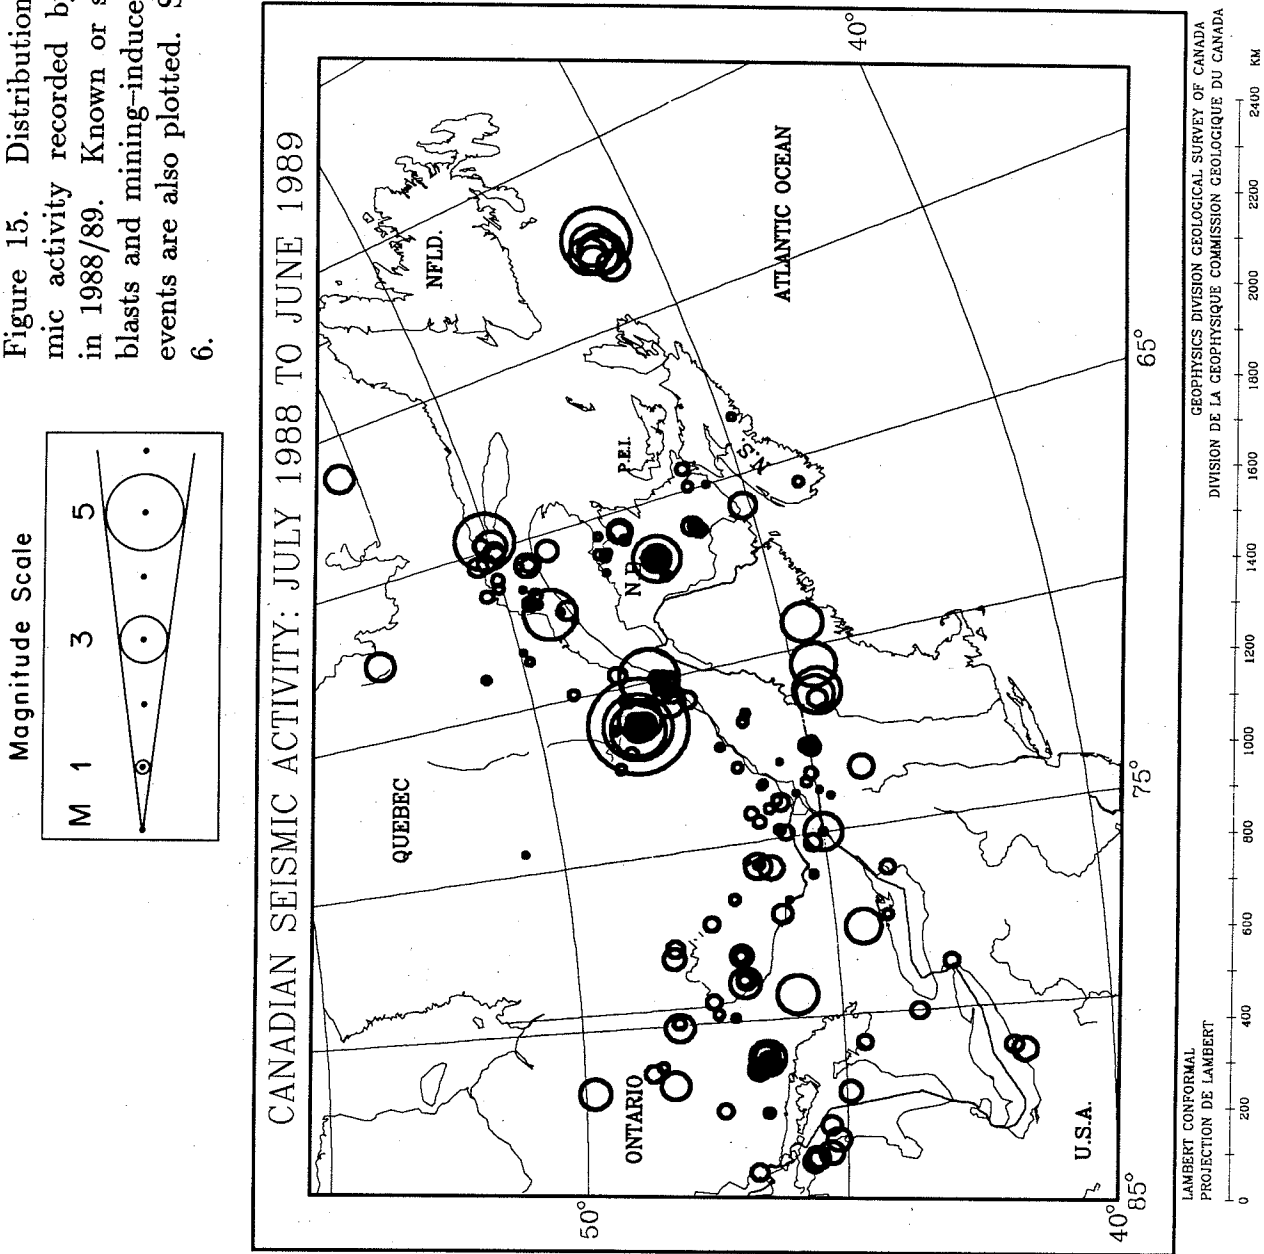 Figure 15. Distribution
mic activity recorded by
in 1988/89. Known or
blasts and mining-induce
events are also plotted.
6.
Magnitude Scale
M 1 3 5
CANADIAN SEISMIC ACTIVITY: JULY 1988 TO JUNE 1989
QUEBEC
ONTARIO
NFLD.
P.E.I.
N.B.
N.S.
ATLANTIC OCEAN
U.S.A.
50°
40°
40°
85°
75°
65°
LAMBERT CONFORMAL
PROJECTION DE LAMBERT
GEOPHYSICS DIVISION GEOLOGICAL SURVEY OF CANADA
DIVISION DE LA GEOPHYSIQUE COMMISSION GEOLOGIQUE DU CANADA
0 200 400 600 800 1000 1200 1400 1600 1800 2000 2200 2400 KM